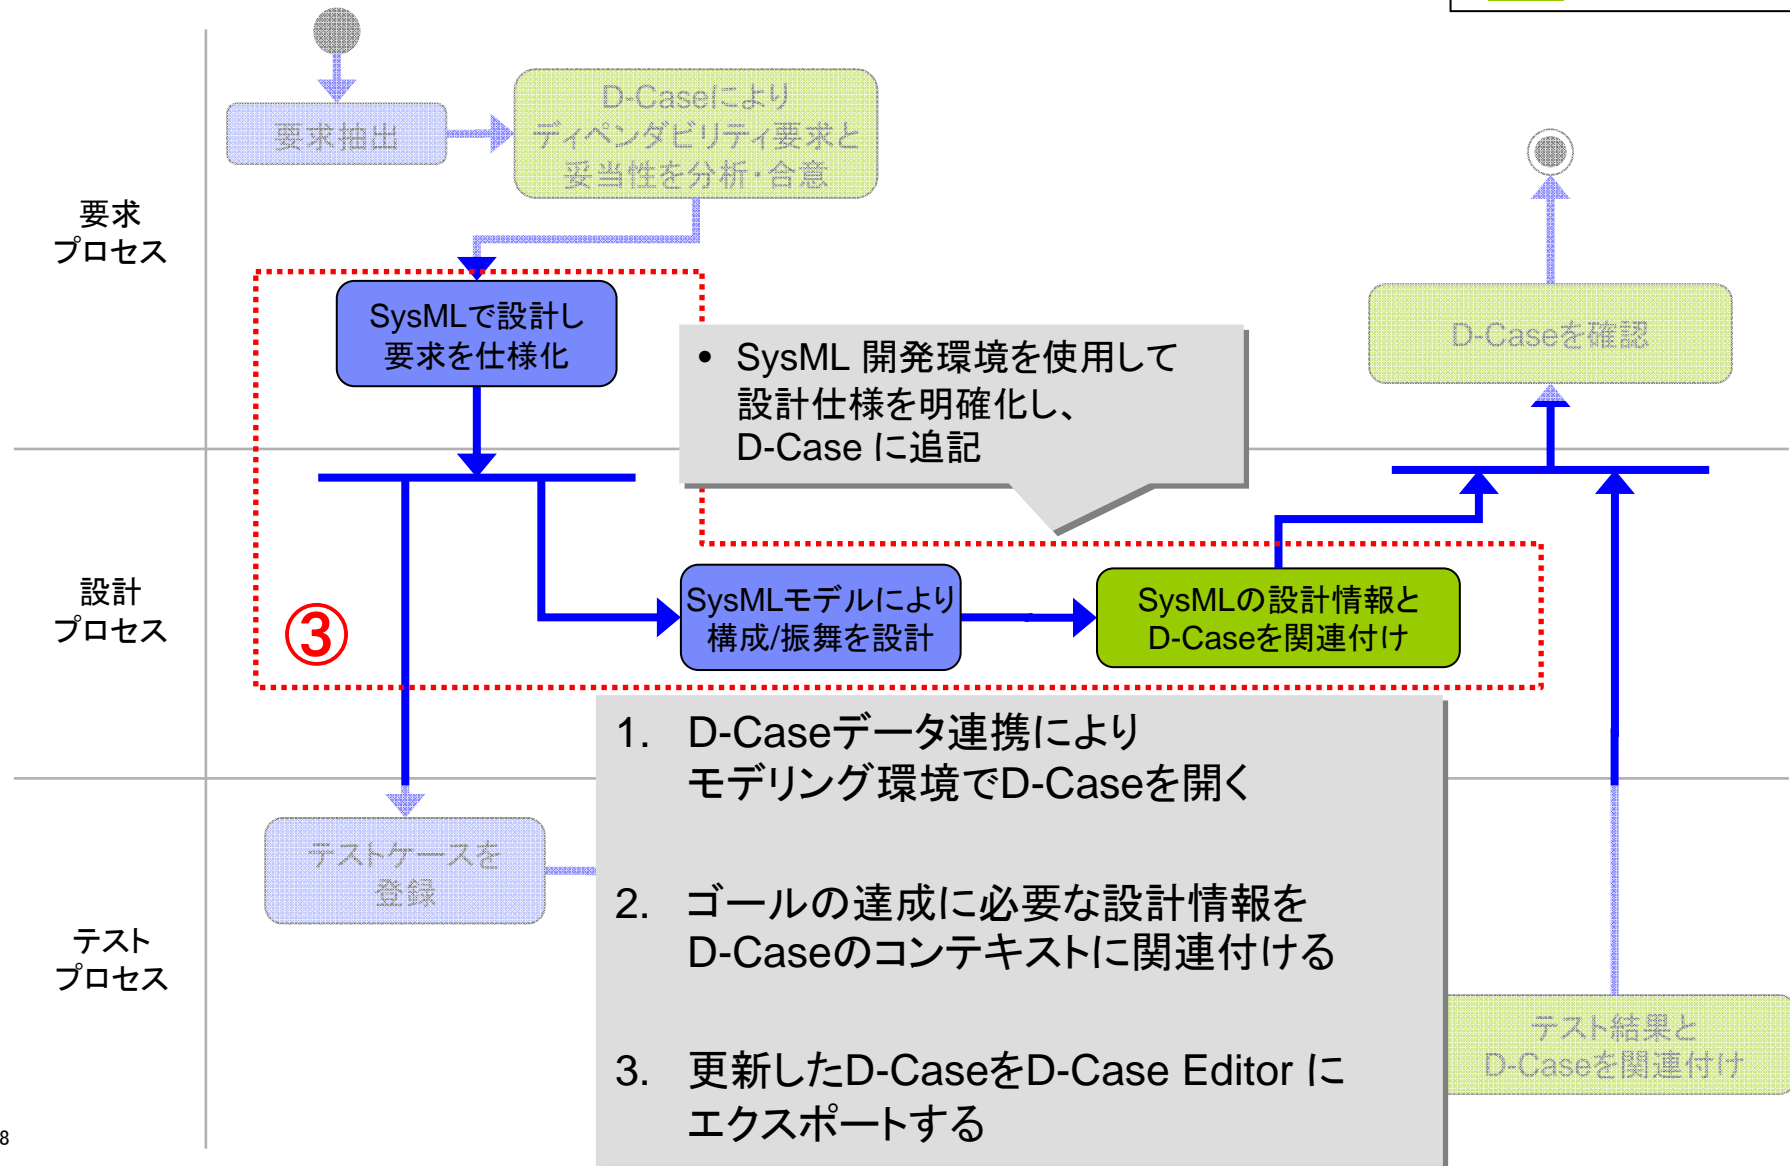 要求抽出
D-Caseにより
ディペンダビリティ要求と
妥当性を分析・合意
要求
プロセス
SysMLで設計し
要求を仕様化
• SysML 開発環境を使用して
設計仕様を明確化し、
D-Case に追記
D-Caseを確認
設計
プロセス
③
SysMLモデルにより
構成/振舞を設計
SysMLの設計情報と
D-Caseを関連付け
1. D-Caseデータ連携により
モデリング環境でD-Caseを開く
2. ゴールの達成に必要な設計情報を
D-Caseのコンテキストに関連付ける
3. 更新したD-CaseをD-Case Editor に
エクスポートする
テスト
プロセス
テストケースを
登録
テスト結果と
D-Caseを関連付け
8